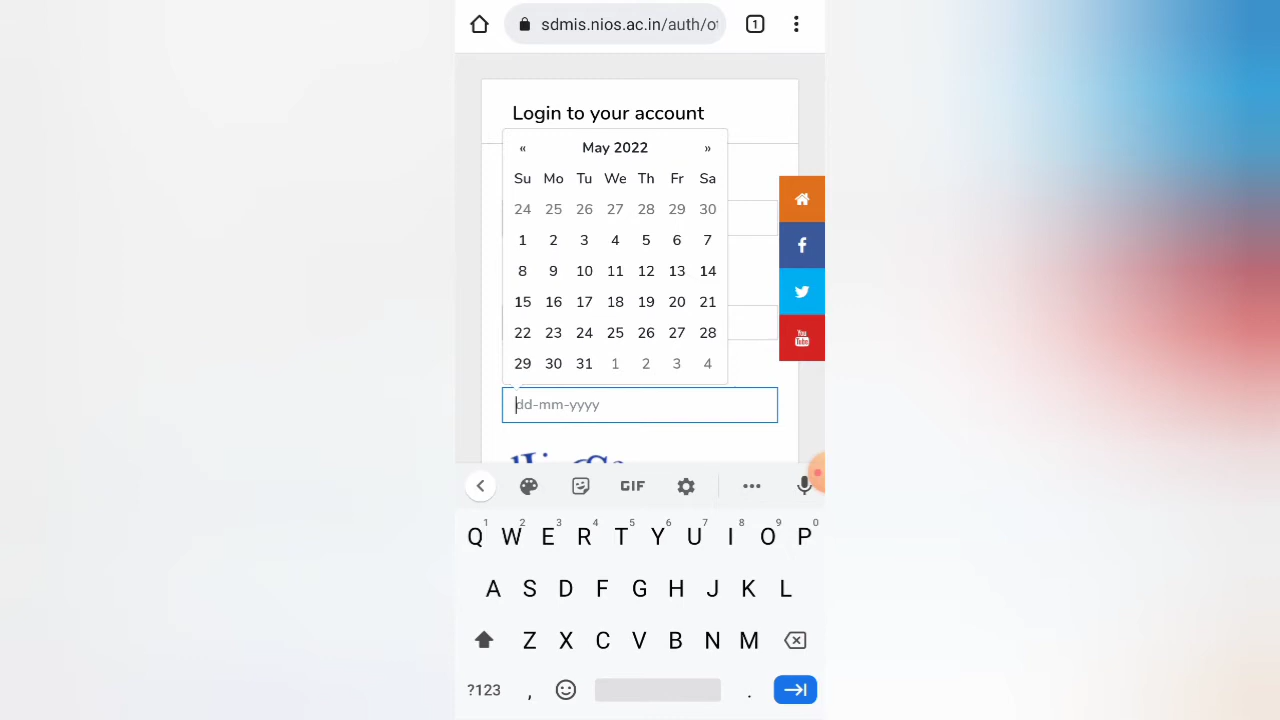 sdmis.nios.ac.in/auth/o
1
Login to your account
« May 2022 »
Su Mo Tu We Th Fr Sa
24 25 26 27 28 29 30
1 2 3 4 5 6 7
8 9 10 11 12 13 14
15 16 17 18 19 20 21
22 23 24 25 26 27 28
29 30 31 1 2 3 4
f
You
Tube
dd-mm-yyyy
GIF
1 2 3 4 5 6 7 8 9 0
Q W E R T Y U I O P
A S D F G H J K L
Z X C V B N M
?123 , .